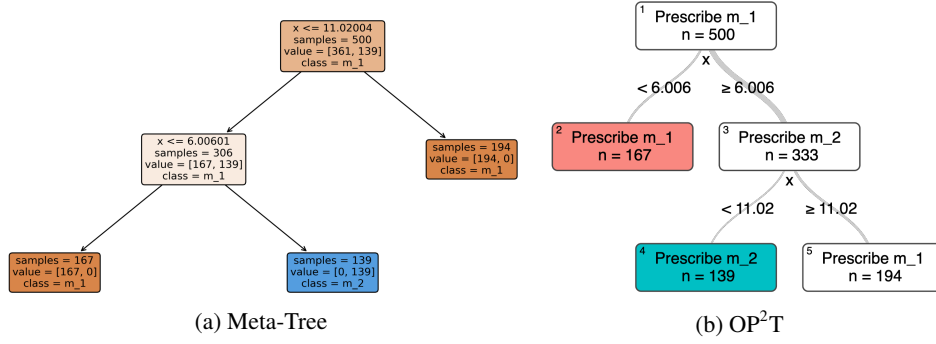 x <= 11.02004
samples = 500
value = [361, 139]
class = m_1
x <= 6.00601
samples = 306
value = [167, 139]
class = m_1
samples = 194
value = [194, 0]
class = m_1
samples = 167
value = [167, 0]
class = m_1
samples = 139
value = [0, 139]
class = m_2
(a) Meta-Tree
1
Prescribe m_1
n = 500
x
< 6.006
≥ 6.006
2
Prescribe m_1
n = 167
3
Prescribe m_2
n = 333
x
< 11.02
≥ 11.02
4
Prescribe m_2
n = 139
5
Prescribe m_1
n = 194
(b) OP²T